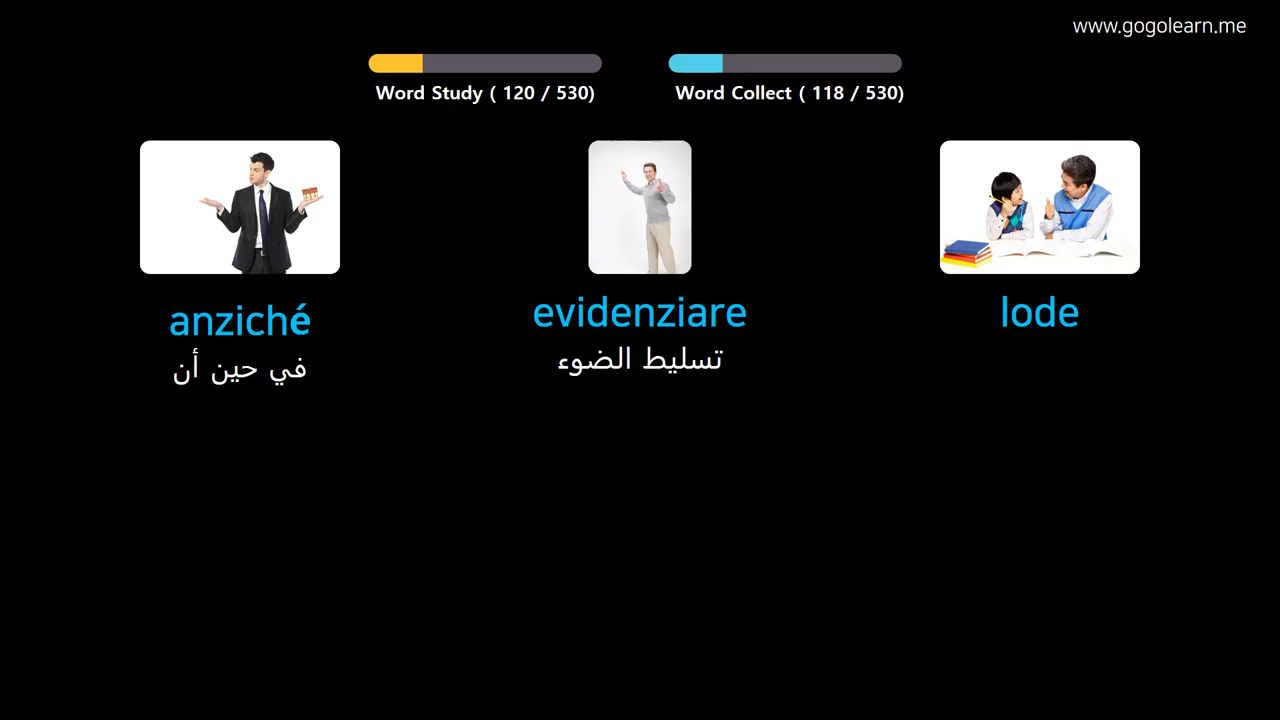 www.gogolearn.me
Word Study ( 120 / 530)
Word Collect ( 118 / 530)
anziché
في حين أن
evidenziare
تسليط الضوء
lode